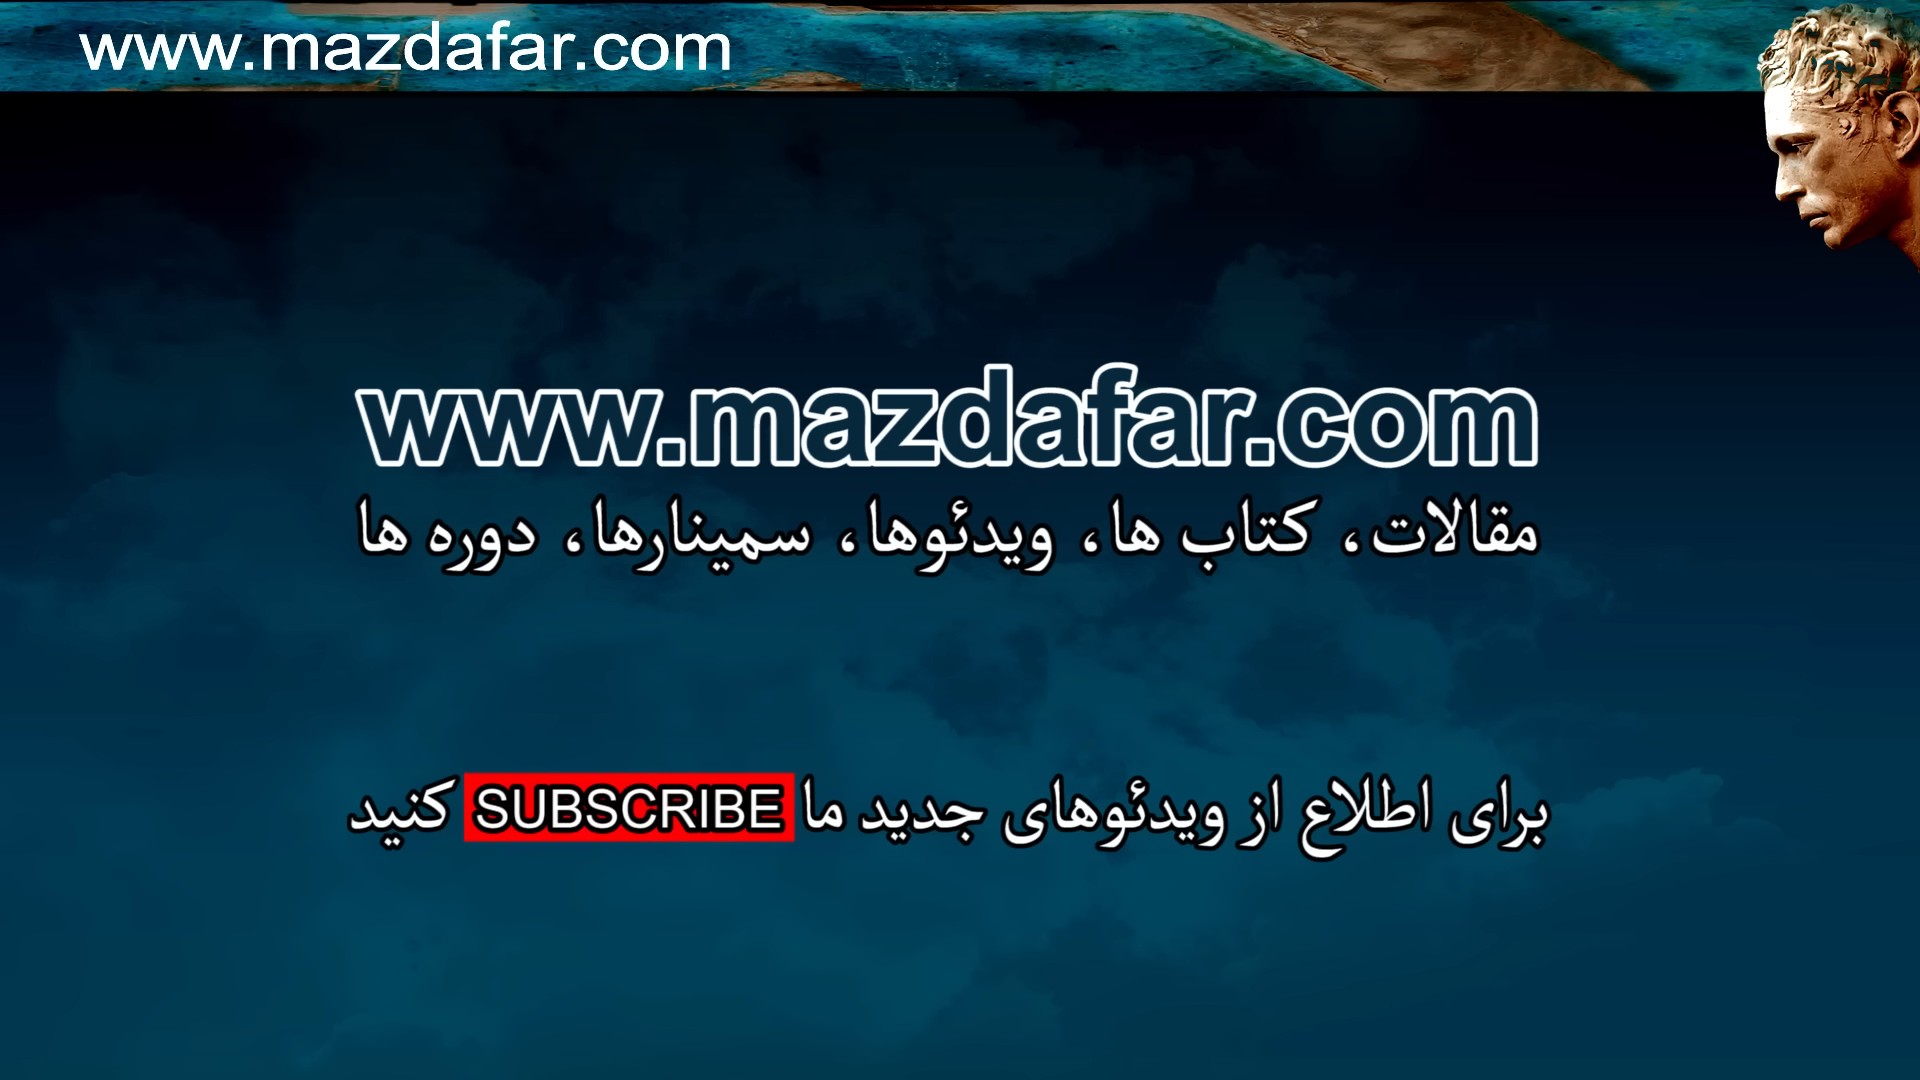 www.mazdafar.com
www.mazdafar.com
مقالات، کتاب ها، ویدئوها، سمینارها، دوره ها
برای اطلاع از ویدئوهای جدید ما SUBSCRIBE کنید